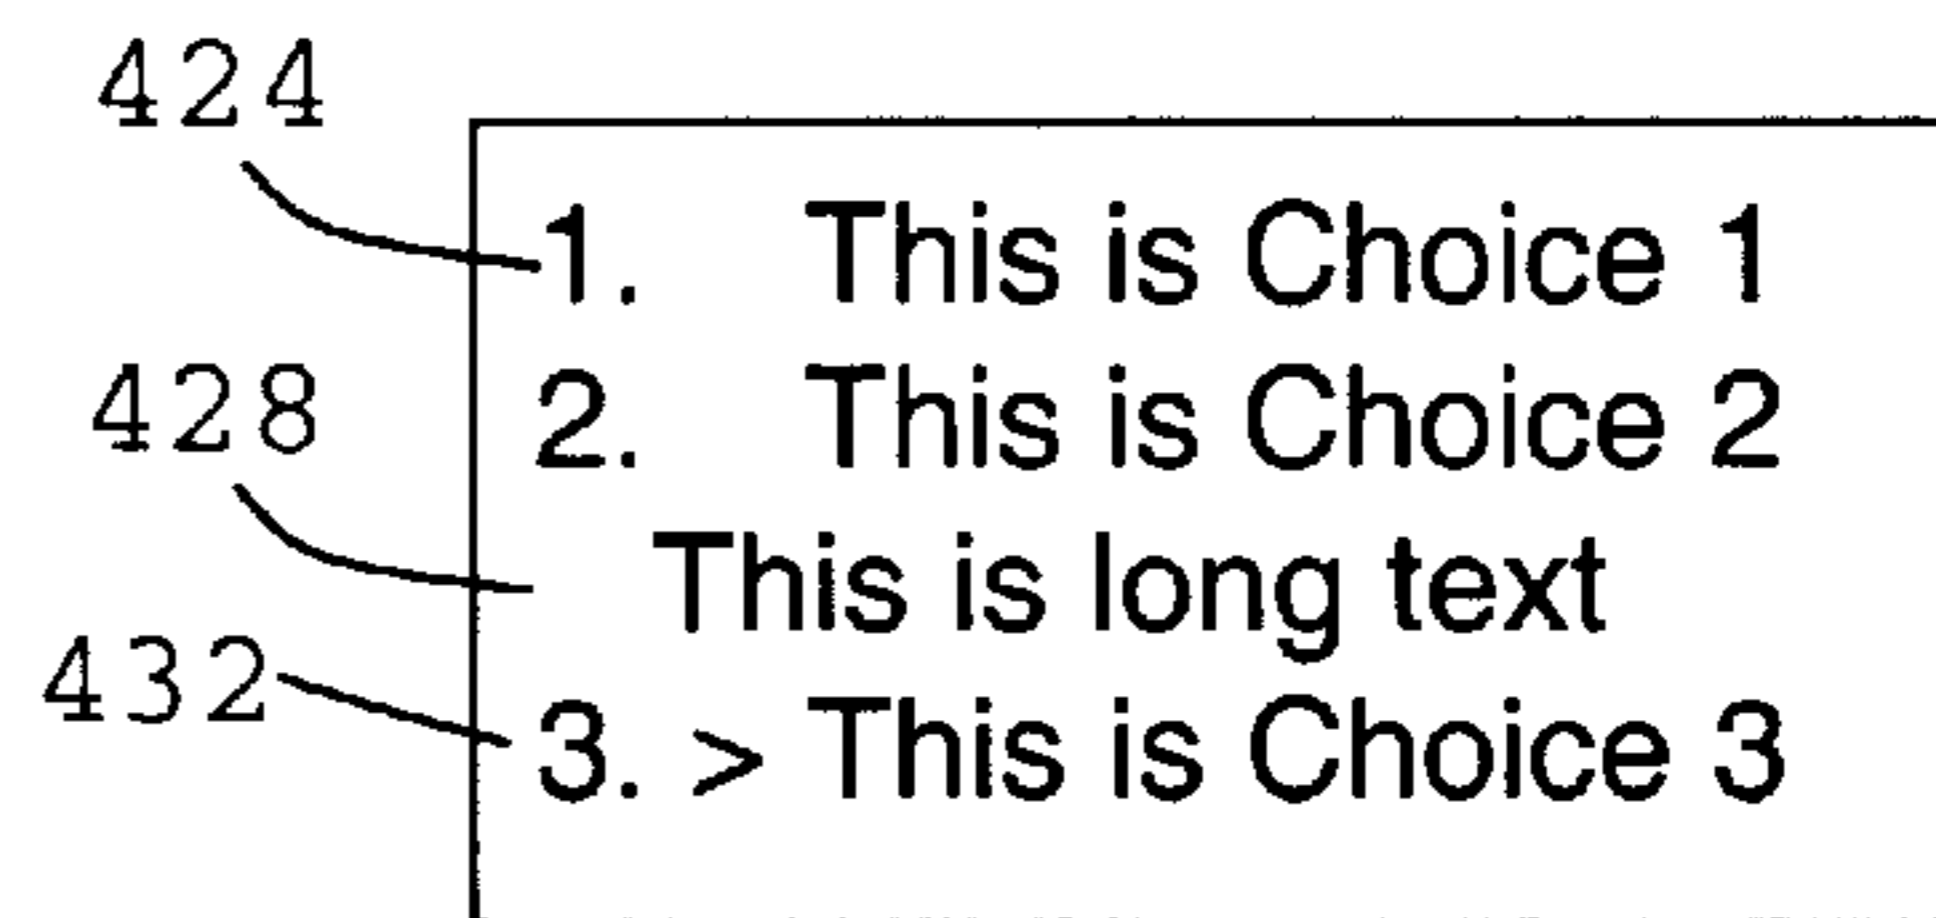 424
1. This is Choice 1
428
2. This is Choice 2
This is long text
432
3. > This is Choice 3